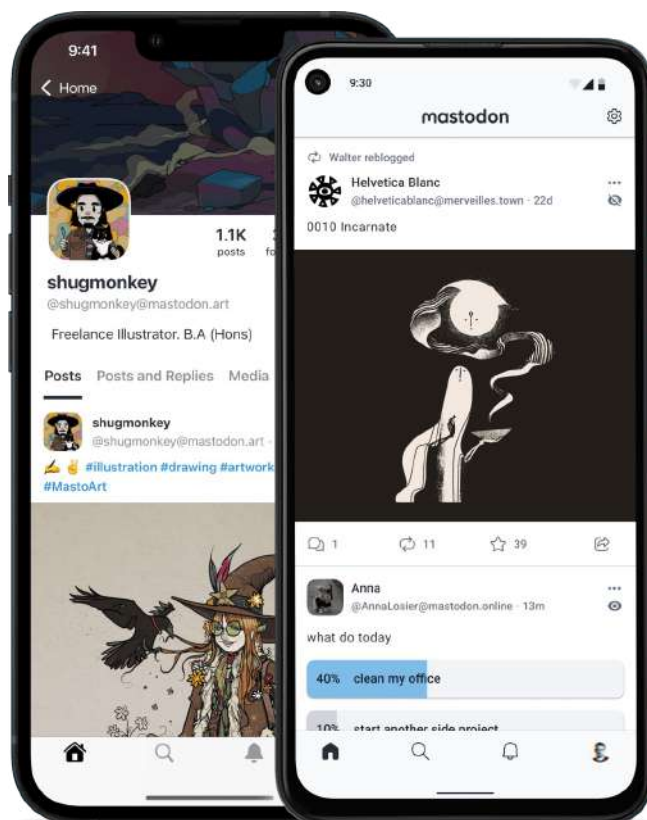 9:41
Home
1.1K
posts
shugmonkey
@shugmonkey@mastodon.art
Freelance Illustrator. B.A (Hons)
Posts Posts and Replies Media
shugmonkey
@shugmonkey@mastodon.art ·
#illustration #drawing #artwork
#MastoArt
9:30
mastodon
Walter reblogged
Helvetica Blanc
@helveticablanc@merveilles.town · 22d
0010 Incarnate
1 11 39
Anna
@AnnaLosier@mastodon.online · 13m
what do today
40% clean my office
10% start another side project